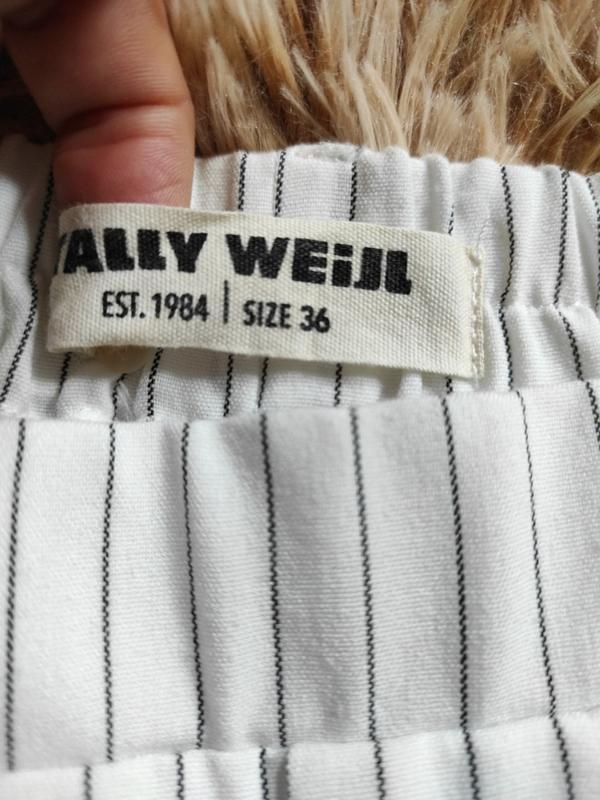 TALLY WEiJL
EST. 1984 | SIZE 36